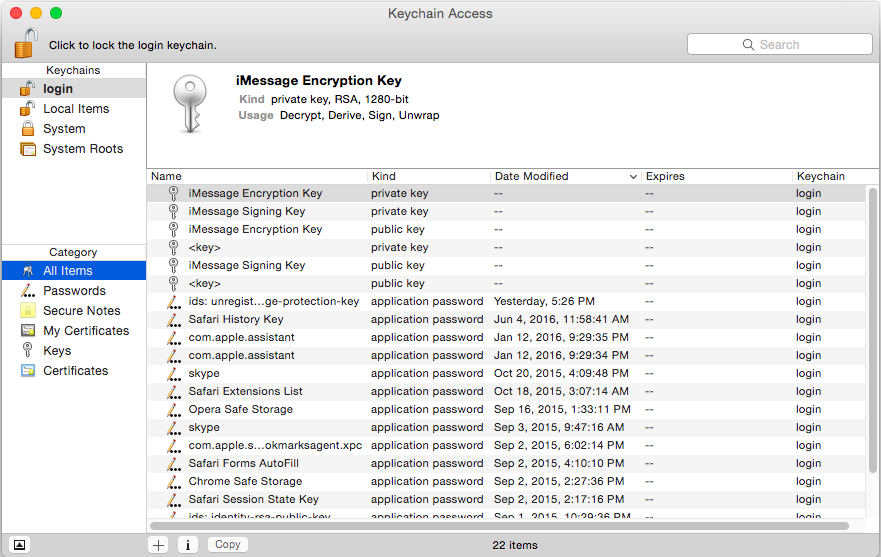 Keychain Access
Click to lock the login keychain.
Search
Keychains
login
Local Items
System
System Roots
Category
All Items
Passwords
Secure Notes
My Certificates
Keys
Certificates
iMessage Encryption Key
Kind private key, RSA, 1280-bit
Usage Decrypt, Derive, Sign, Unwrap
Name Kind Date Modified Expires Keychain
iMessage Encryption Key private key -- -- login
iMessage Signing Key private key -- -- login
iMessage Encryption Key public key -- -- login
<key> private key -- -- login
iMessage Signing Key public key -- -- login
<key> public key -- -- login
ids: unregist...ge-protection-key application password Yesterday, 5:26 PM -- login
Safari History Key application password Jun 4, 2016, 11:58:41 AM -- login
com.apple.assistant application password Jan 12, 2016, 9:29:35 PM -- login
com.apple.assistant application password Jan 12, 2016, 9:29:34 PM -- login
skype application password Oct 20, 2015, 4:09:48 PM -- login
Safari Extensions List application password Oct 18, 2015, 3:07:14 AM -- login
Opera Safe Storage application password Sep 16, 2015, 1:33:11 PM -- login
skype application password Sep 3, 2015, 9:47:16 AM -- login
com.apple.s...okmarksagent.xpc application password Sep 2, 2015, 6:02:14 PM -- login
Safari Forms AutoFill application password Sep 2, 2015, 4:10:10 PM -- login
Chrome Safe Storage application password Sep 2, 2015, 2:27:36 PM -- login
Safari Session State Key application password Sep 2, 2015, 2:17:16 PM -- login
ids: identity-rsa-public-key application password Sep 1, 2015, 10:29:36 PM -- login
Copy
22 items